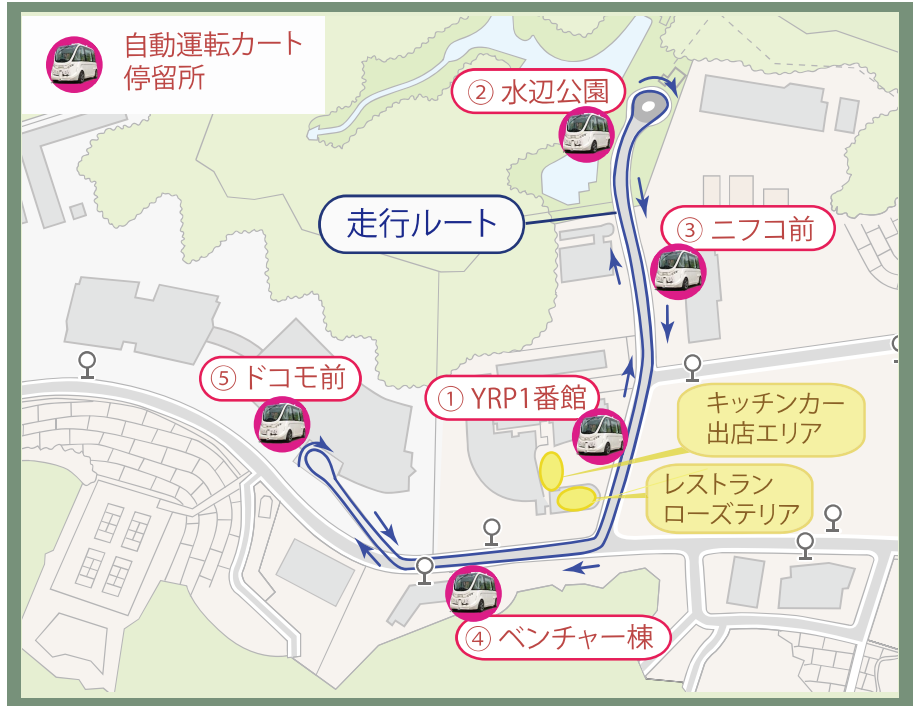 自動運転カート
停留所
② 水辺公園
走行ルート
③ ニフコ前
⑤ ドコモ前
① YRP1番館
キッチンカー
出店エリア
レストラン
ローズテリア
④ ベンチャー棟